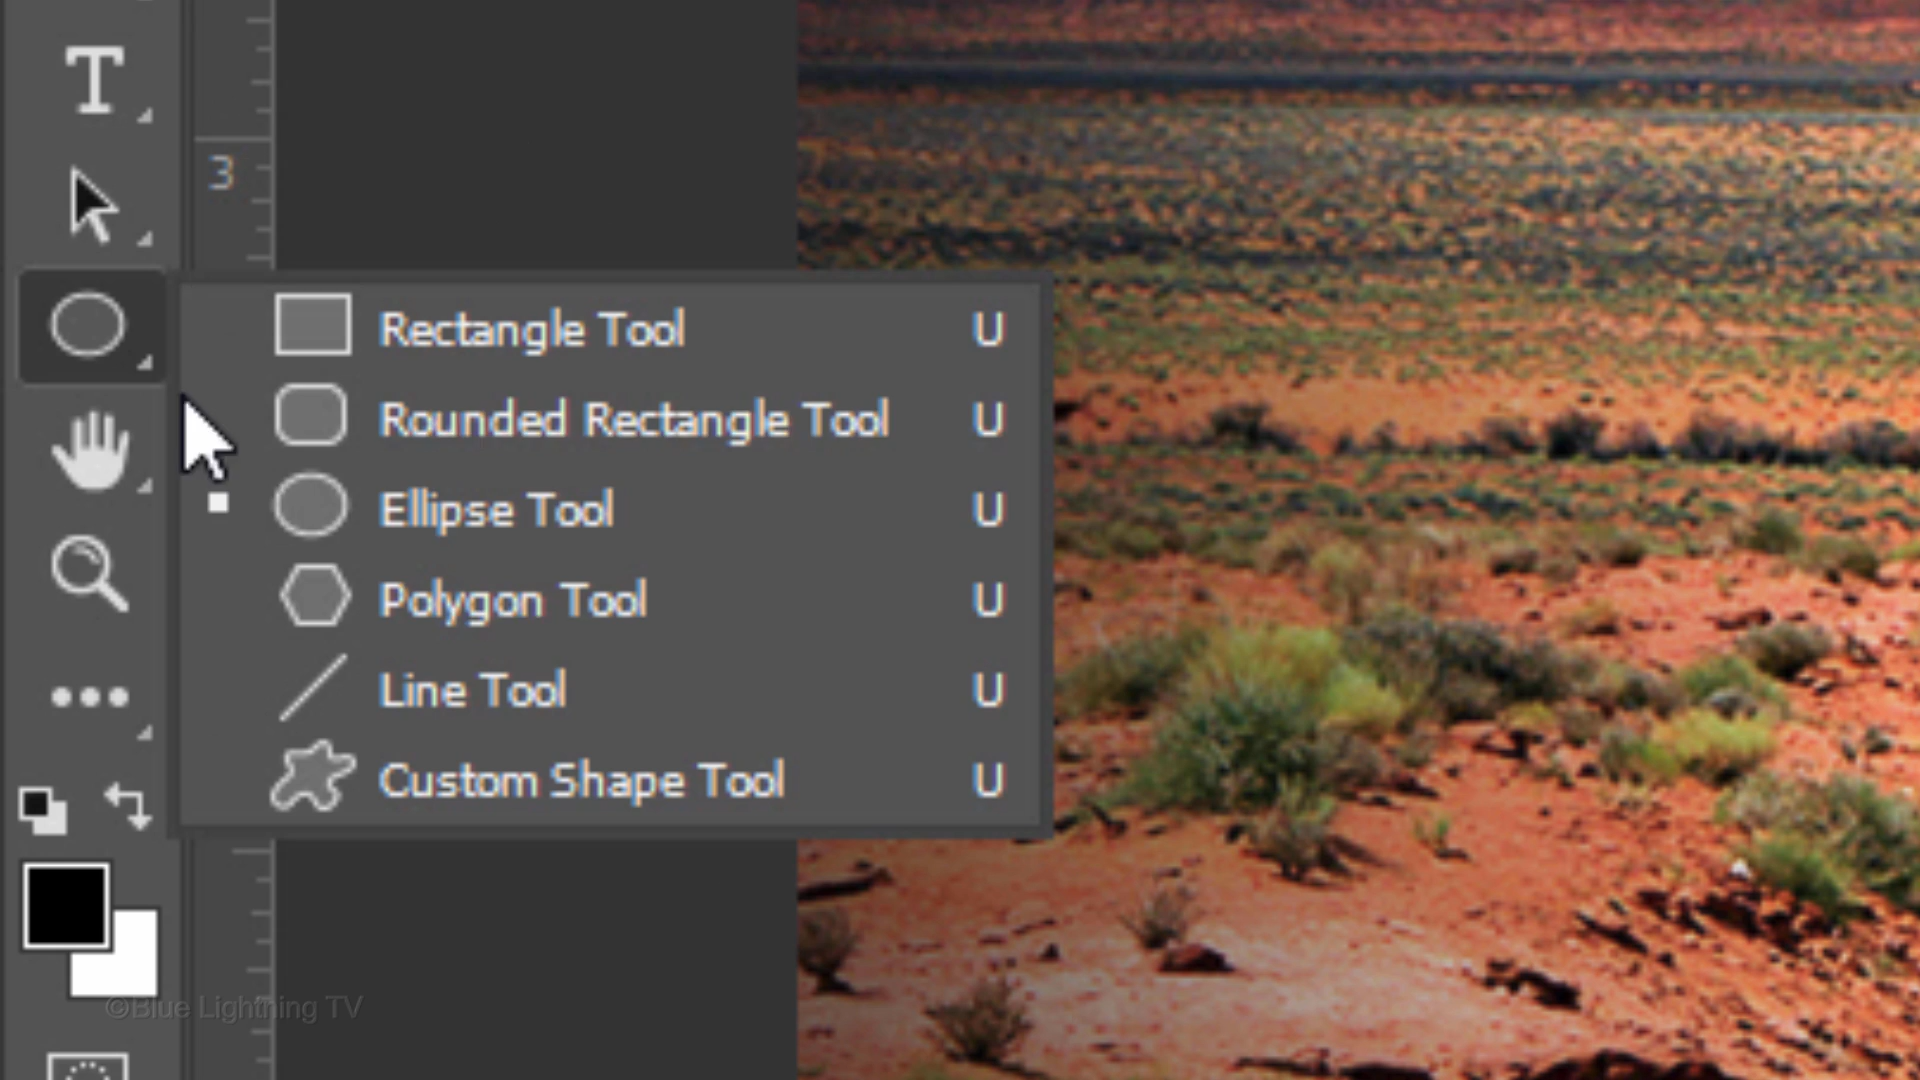 T
3
Rectangle Tool U
Rounded Rectangle Tool U
Ellipse Tool U
Polygon Tool U
Line Tool U
Custom Shape Tool U
©Blue Lightning TV